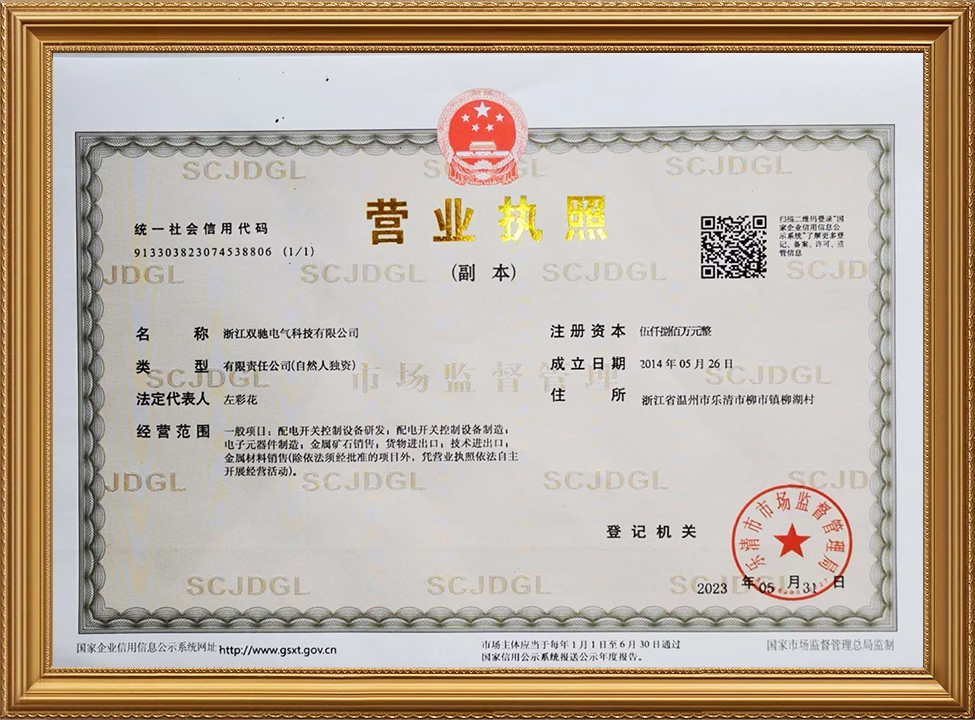 营业执照
(副 本)
统一社会信用代码
913303823074538806 (1/1)
扫描二维码登录“国
家企业信用信息公
示系统”了解更多登
记、备案、许可、监
管信息
名 称 浙江双驰电气科技有限公司
类 型 有限责任公司(自然人独资)
法定代表人 左彩花
经营范围 一般项目：配电开关控制设备研发；配电开关控制设备制造；
电子元器件制造；金属矿石销售；货物进出口；技术进出口；
金属材料销售(除依法须经批准的项目外，凭营业执照依法自主
开展经营活动)。
注册资本 伍仟捌佰万元整
成立日期 2014年05月26日
住 所 浙江省温州市乐清市柳市镇柳湖村
登记机关
乐清市市场监督管理局
2023 年 05 月 31 日
SCJDGL
市场监督管理
国家企业信用信息公示系统网址 http://www.gsxt.gov.cn
市场主体应当于每年1月1日至6月30日通过
国家信用公示系统报送公示年度报告。
国家市场监督管理总局监制